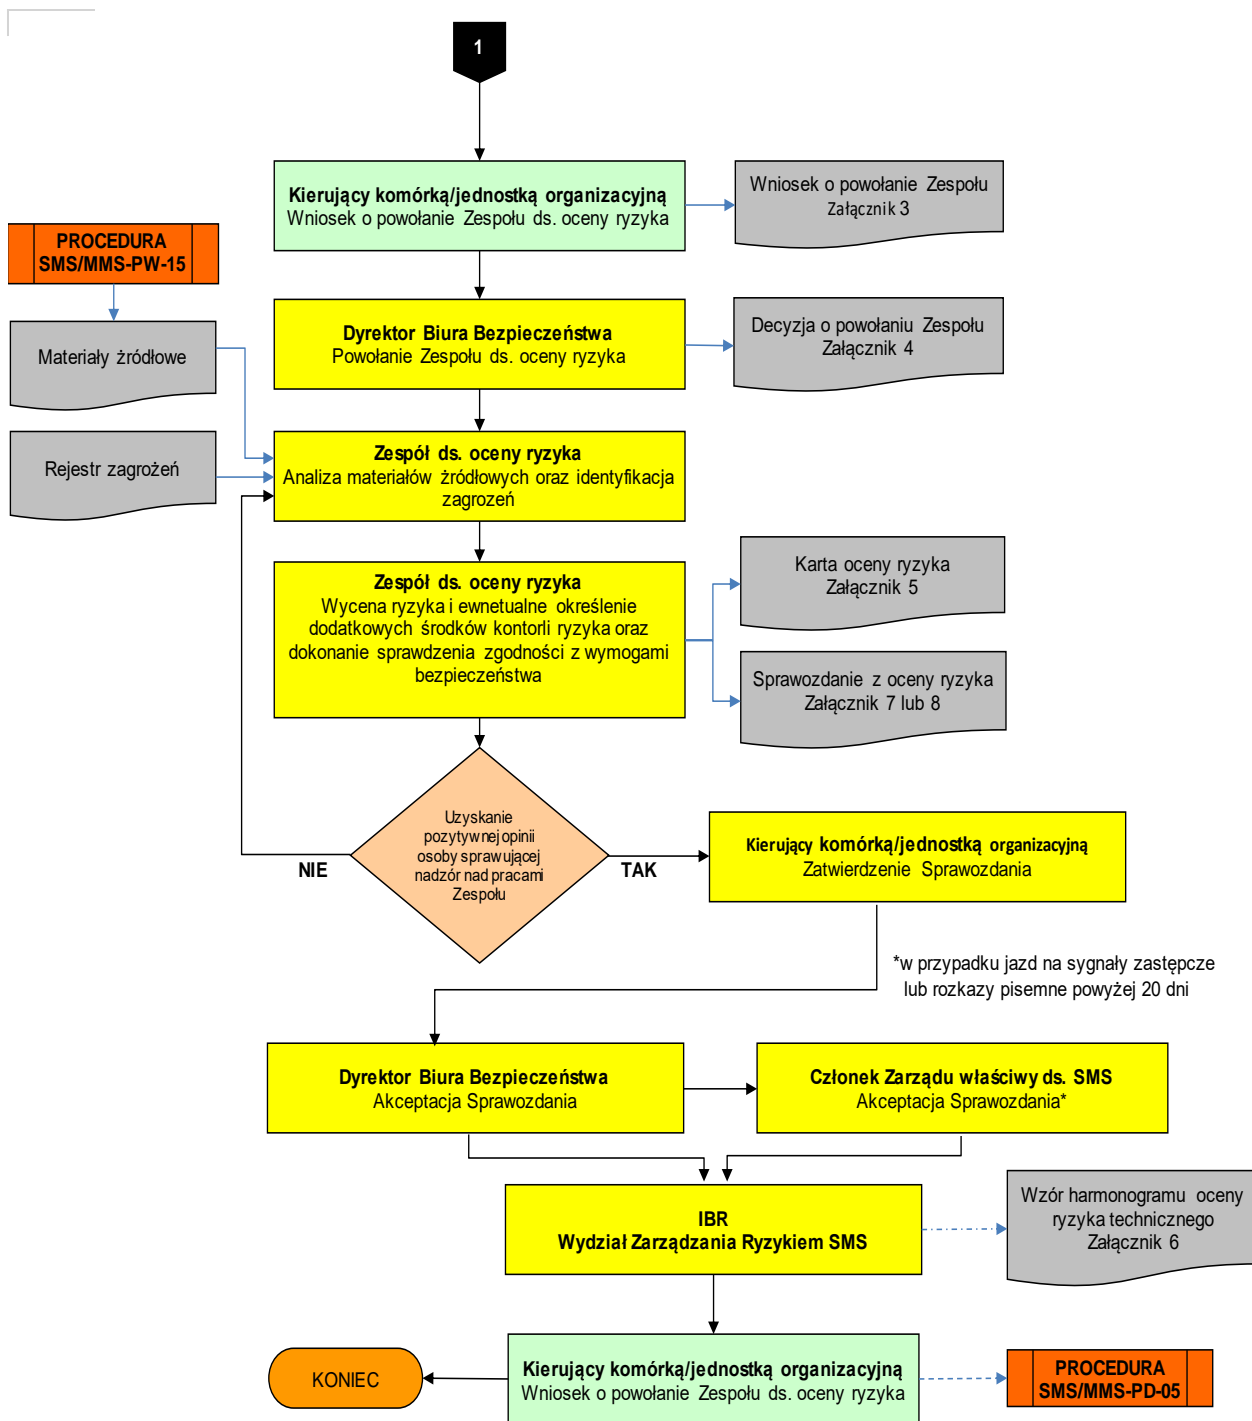 1
Kierujący komórką/jednostką organizacyjną
Wniosek o powołanie Zespołu ds. oceny ryzyka
Wniosek o powołanie Zespołu
Załącznik 3
PROCEDURA
SMS/MMS-PW-15
Dyrektor Biura Bezpieczeństwa
Powołanie Zespołu ds. oceny ryzyka
Decyzja o powołaniu Zespołu
Załącznik 4
Materiały żródłowe
Rejestr zagrożeń
Zespół ds. oceny ryzyka
Analiza materiałów żródłowych oraz identyfikacja
zagrozeń
Zespół ds. oceny ryzyka
Wycena ryzyka i ewnetualne określenie
dodatkowych środków kontorli ryzyka oraz
dokonanie sprawdzenia zgodności z wymogami
bezpieczeństwa
Karta oceny ryzyka
Załącznik 5
Sprawozdanie z oceny ryzyka
Załącznik 7 lub 8
Uzyskanie
pozytywnej opinii
osoby sprawującej
nadzór nad pracami
Zespołu
NIE
TAK
Kierujący komórką/jednostką organizacyjną
Zatwierdzenie Sprawozdania
*w przypadku jazd na sygnały zastępcze
lub rozkazy pisemne powyżej 20 dni
Dyrektor Biura Bezpieczeństwa
Akceptacja Sprawozdania
Członek Zarządu właściwy ds. SMS
Akceptacja Sprawozdania*
IBR
Wydział Zarządzania Ryzykiem SMS
Wzór harmonogramu oceny
ryzyka technicznego
Załącznik 6
KONIEC
Kierujący komórką/jednostką organizacyjną
Wniosek o powołanie Zespołu ds. oceny ryzyka
PROCEDURA
SMS/MMS-PD-05